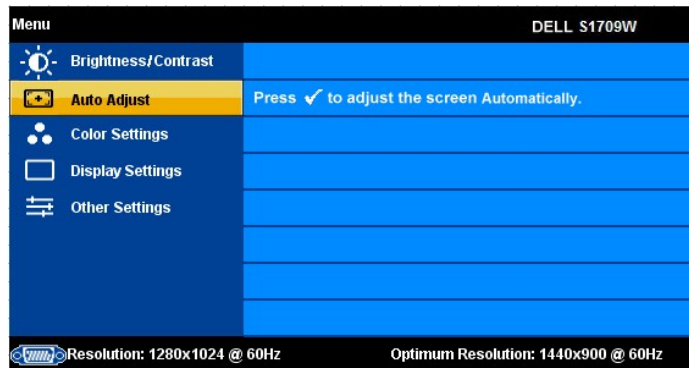 Menu DELL S1709W
Brightness/Contrast
Auto Adjust Press ✓ to adjust the screen Automatically.
Color Settings
Display Settings
Other Settings
Resolution: 1280x1024 @ 60Hz Optimum Resolution: 1440x900 @ 60Hz